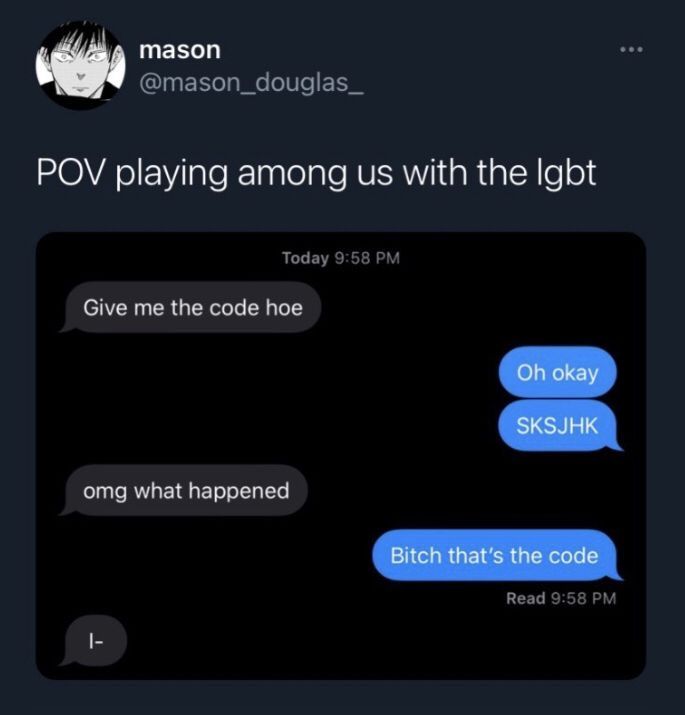 mason
@mason_douglas_
POV playing among us with the lgbt
Today 9:58 PM
Give me the code hoe
Oh okay
SKSJHK
omg what happened
Bitch that's the code
Read 9:58 PM
I-